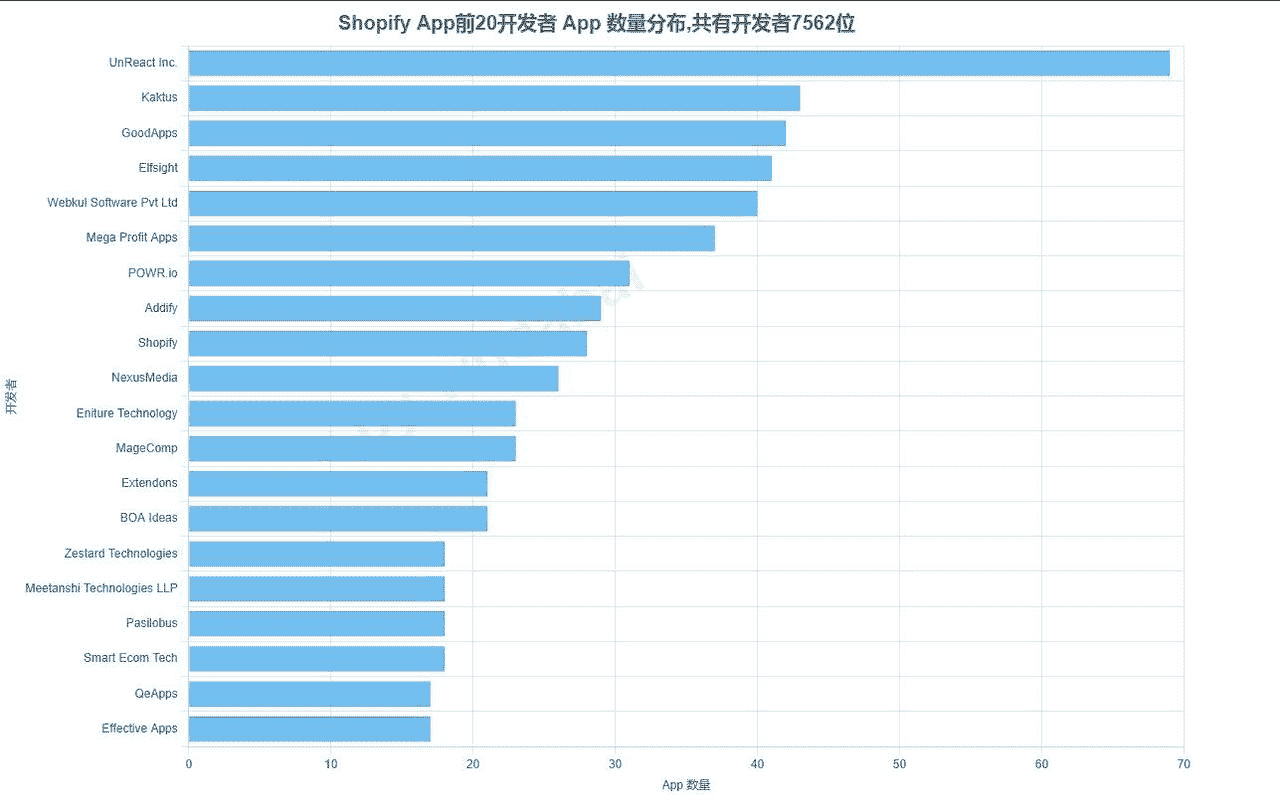 Shopify App前20开发者 App 数量分布,共有开发者7562位
UnReact Inc.
Kaktus
GoodApps
Elfsight
Webkul Software Pvt Ltd
Mega Profit Apps
POWR.io
Addify
Shopify
NexusMedia
开发者
Eniture Technology
MageComp
Extendons
BOA Ideas
Zestard Technologies
Meetanshi Technologies LLP
Pasilobus
Smart Ecom Tech
QeApps
Effective Apps
0 10 20 30 40 50 60 70
App 数量